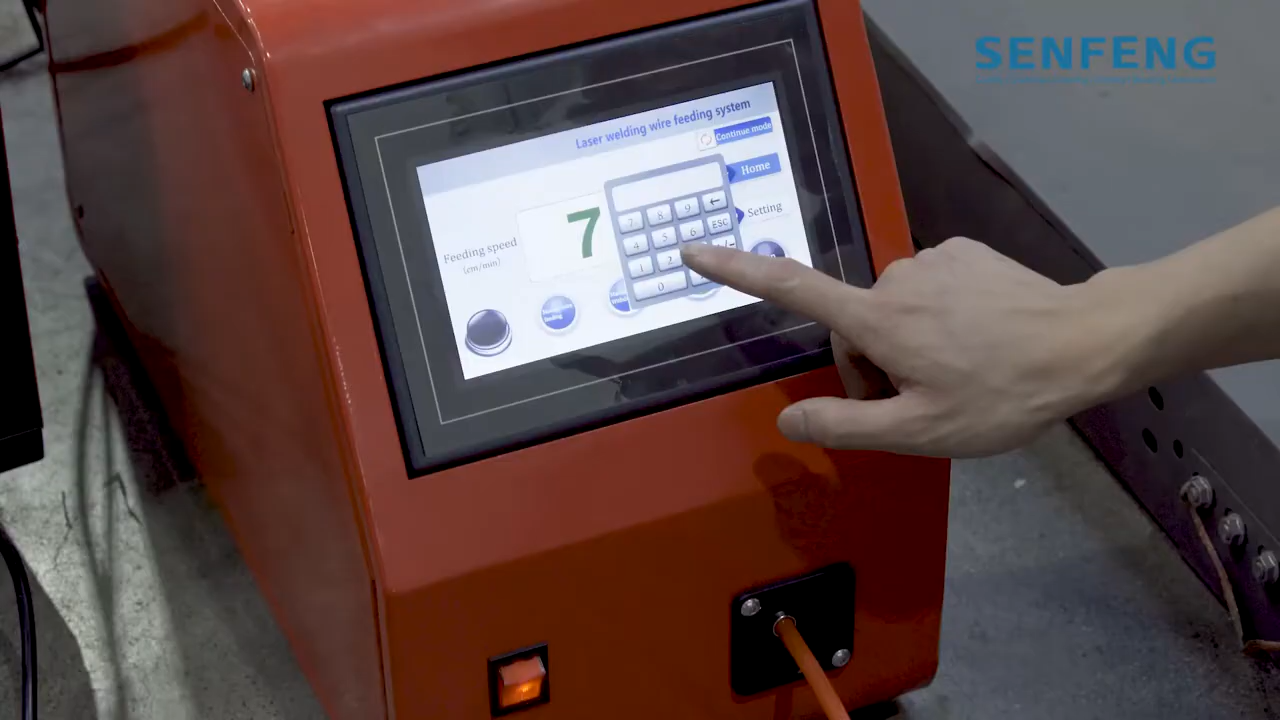 SENFENG
Laser welding wire feeding system
Continue mode
Home
Setting
Feeding speed
(cm/min)
7
7 8 9 ←
4 5 6 ESC
1 2
0